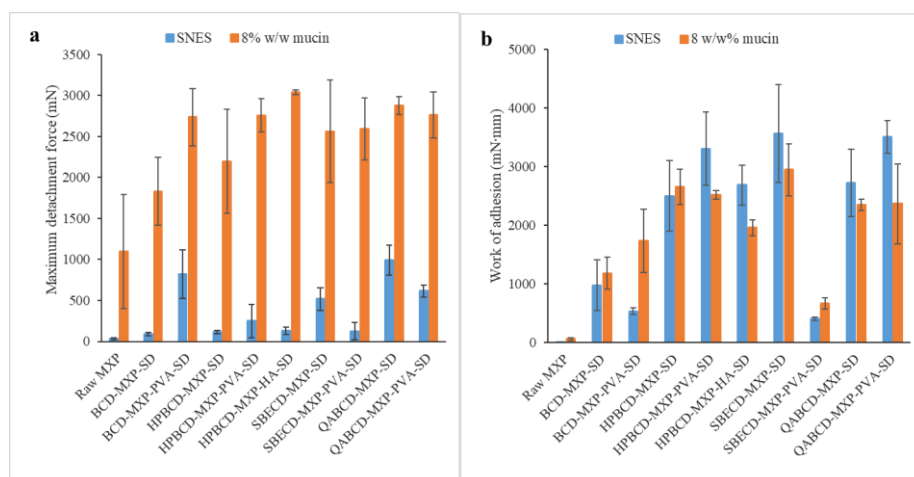 a
SNES 8% w/w mucin
Maximum detachment force (mN)
3500
3000
2500
2000
1500
1000
500
0
Raw MXP
BCD-MXP-SD
BCD-MXP-PVA-SD
HPBCD-MXP-SD
HPBCD-MXP-PVA-SD
HPBCD-MXP-HA-SD
SBECD-MXP-SD
SBECD-MXP-PVA-SD
QABCD-MXP-SD
QABCD-MXP-PVA-SD
b
SNES 8 w/w% mucin
Work of adhesion (mN·mm)
5000
4000
3000
2000
1000
0
Raw MXP
BCD-MXP-SD
BCD-MXP-PVA-SD
HPBCD-MXP-SD
HPBCD-MXP-PVA-SD
HPBCD-MXP-HA-SD
SBECD-MXP-SD
SBECD-MXP-PVA-SD
QABCD-MXP-SD
QABCD-MXP-PVA-SD